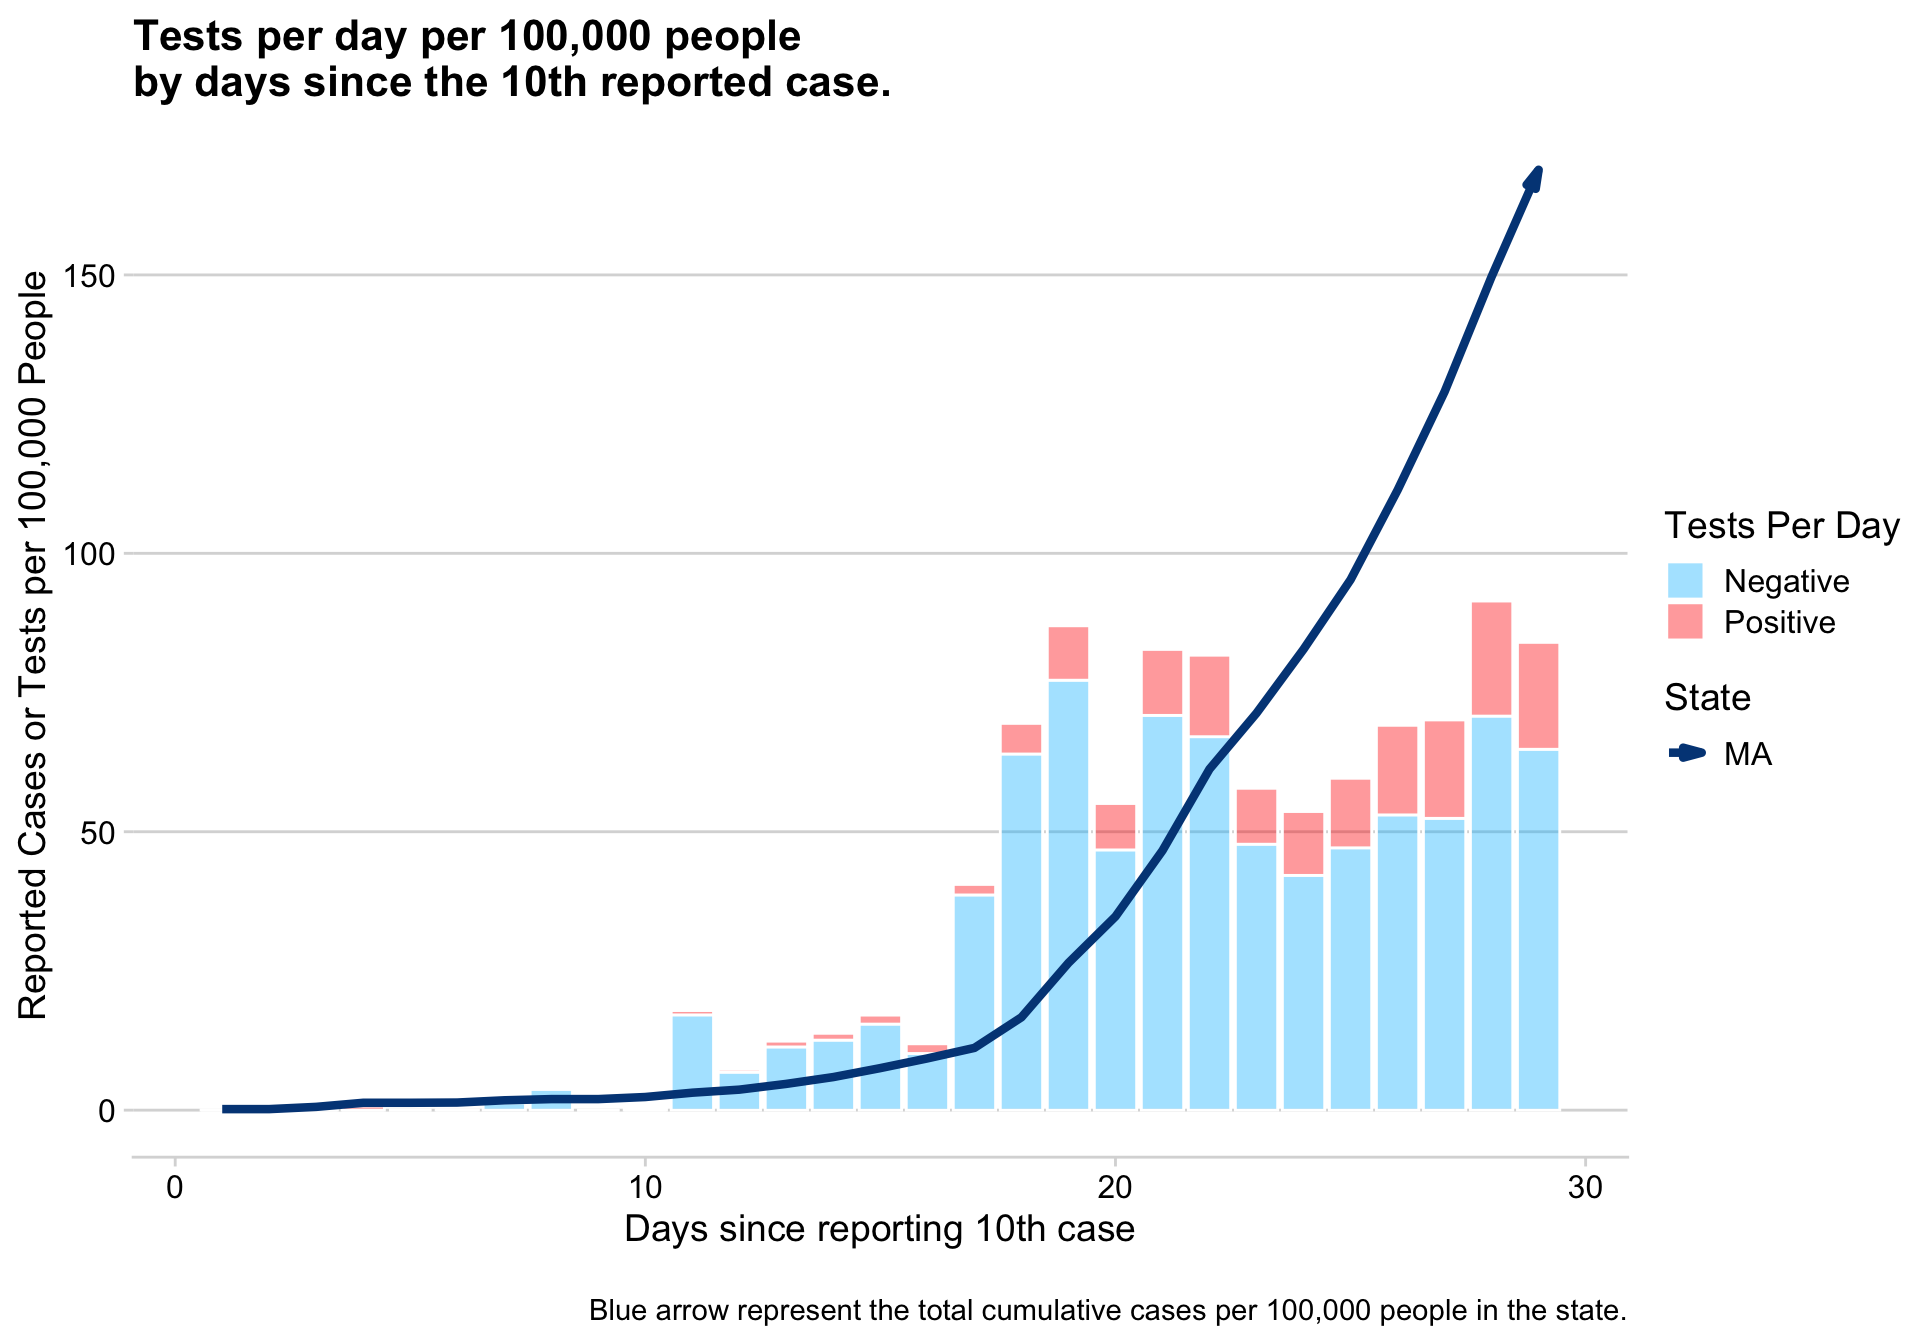 Tests per day per 100,000 people
by days since the 10th reported case.
Reported Cases or Tests per 100,000 People
150
100
50
0
0
10
20
30
Days since reporting 10th case
Tests Per Day
Negative
Positive
State
MA
Blue arrow represent the total cumulative cases per 100,000 people in the state.